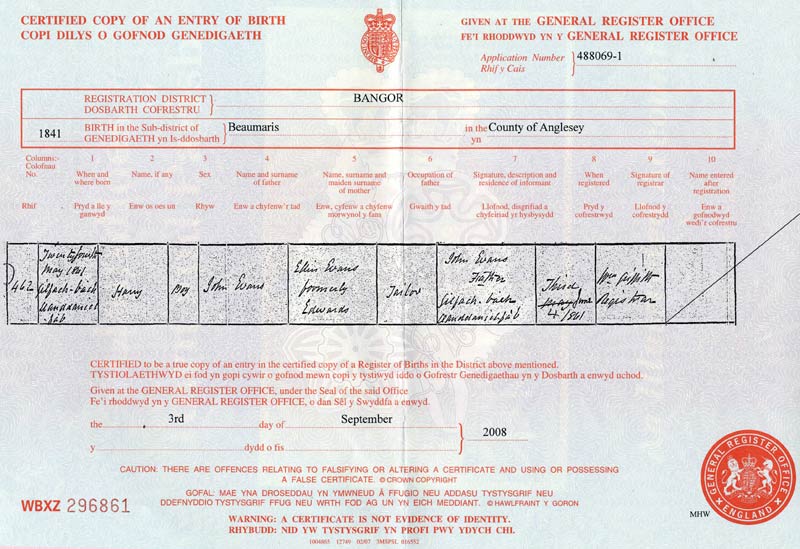 CERTIFIED COPY OF AN ENTRY OF BIRTH
COPI DILYS O GOFNOD GENEDIGAETH
GIVEN AT THE GENERAL REGISTER OFFICE
FE'I RHODDWYD YN Y GENERAL REGISTER OFFICE
Application Number 488069-1
Rhif y Cais
REGISTRATION DISTRICT BANGOR
DOSBARTH COFRESTRU
1841 BIRTH in the Sub-district of Beaumaris in the County of Anglesey
GENEDIGAETH yn Is-ddosbarth yn
Columns:- 1 2 3 4 5 6 7 8 9 10
Colofnau
No. When and where born Name, if any Sex Name and surname of father Name, surname and maiden surname of mother Occupation of father Signature, description and residence of informant When registered Signature of registrar Name entered after registration
Rhif Pryd a lle y ganwyd Enw os oes un Rhyw Enw a chyfenw'r tad Enw, cyfenw a chyfenw morwynol y fam Gwaith y tad Llofnod, disgrifiad a chyfeiriad yr hysbysydd Pryd y cofrestrwyd Llofnod y cofrestrydd Enw a gofnodwyd wedi'r cofrestru
462 Twentyfourth May 1841 Harry Boy John Evans Ellin Evans formerly Edwards Tailor John Evans Father Third 1841 Wm Griffith Registrar
CERTIFIED to be a true copy of an entry in the certified copy of a Register of Births in the District above mentioned.
TYSTIOLAETHWYD ei fod yn gopi cywir o gofnod mewn copi y tystiwyd iddo o Gofrestr Genedigaethau yn y Dosbarth a enwyd uchod.
Given at the GENERAL REGISTER OFFICE, under the Seal of the said Office
Fe'i rhoddwyd yn y GENERAL REGISTER OFFICE, o dan Sêl y Swyddfa a enwyd.
the 3rd day of September 2008
y dydd o fis
CAUTION: THERE ARE OFFENCES RELATING TO FALSIFYING OR ALTERING A CERTIFICATE AND USING OR POSSESSING
A FALSE CERTIFICATE. © CROWN COPYRIGHT
GOFAL: MAE YNA DROSEDDAU YN YMWNEUD Â FFUGIO NEU ADDASU TYSTYSGRIF NEU
DDEFNYDDIO TYSTYSGRIF FFUG NEU WRTH FOD AG UN YN EICH MEDDIANT. © HAWLFRAINT Y GORON
WBXZ 296861
WARNING: A CERTIFICATE IS NOT EVIDENCE OF IDENTITY.
RHYBUDD: NID YW TYSTYSGRIF YN PROFI PWY YDYCH CHI.
MHW
GENERAL REGISTER OFFICE
ENGLAND